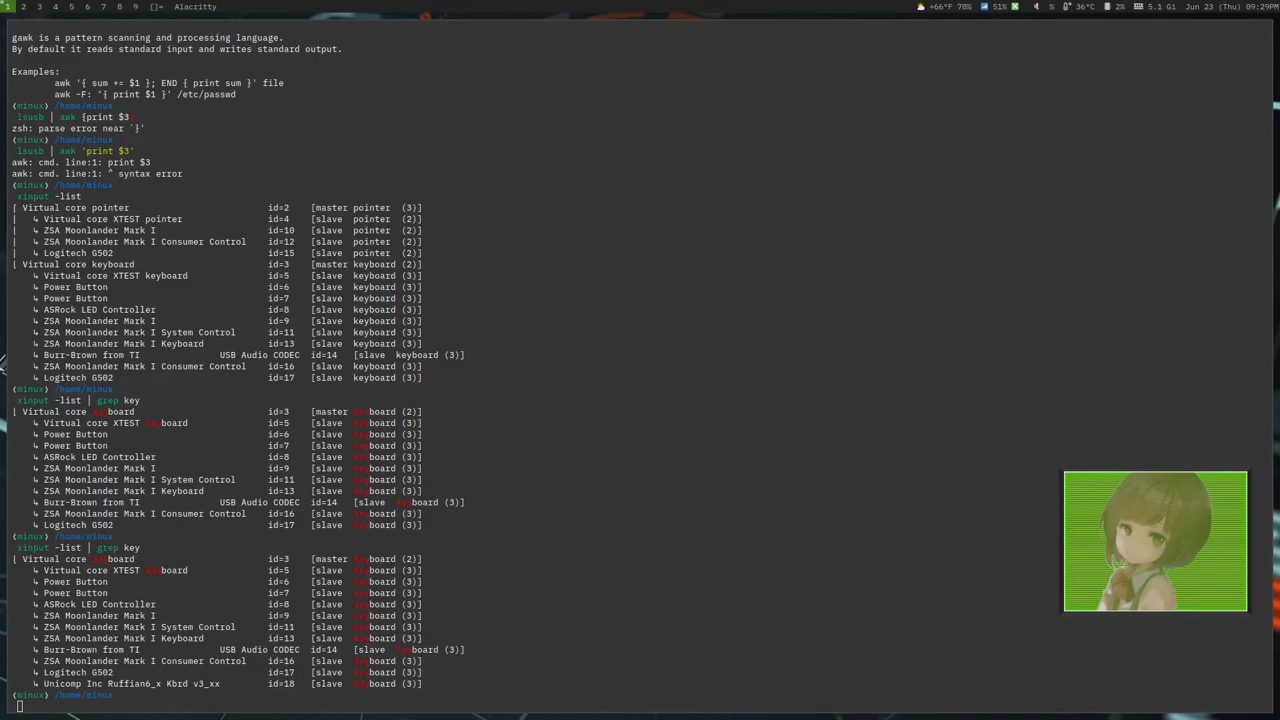 1 2 3 4 5 6 7 8 9 []= Alacritty +66°F 78% 51% % 36°C 2% 5.1 Gi Jun 23 (Thu) 09:29PM
gawk is a pattern scanning and processing language.
By default it reads standard input and writes standard output.
Examples:
awk '{ sum += $1 }; END { print sum }' file
awk -F: '{ print $1 }' /etc/passwd
(minux) /home/minux
lsusb | awk {print $3}
zsh: parse error near `}'
(minux) /home/minux
lsusb | awk 'print $3'
awk: cmd. line:1: print $3
awk: cmd. line:1: ^ syntax error
(minux) /home/minux
xinput -list
⎡ Virtual core pointer id=2 [master pointer (3)]
⎜ ↳ Virtual core XTEST pointer id=4 [slave pointer (2)]
⎜ ↳ ZSA Moonlander Mark I id=10 [slave pointer (2)]
⎜ ↳ ZSA Moonlander Mark I Consumer Control id=12 [slave pointer (2)]
⎜ ↳ Logitech G502 id=15 [slave pointer (2)]
⎣ Virtual core keyboard id=3 [master keyboard (2)]
↳ Virtual core XTEST keyboard id=5 [slave keyboard (3)]
↳ Power Button id=6 [slave keyboard (3)]
↳ Power Button id=7 [slave keyboard (3)]
↳ ASRock LED Controller id=8 [slave keyboard (3)]
↳ ZSA Moonlander Mark I id=9 [slave keyboard (3)]
↳ ZSA Moonlander Mark I System Control id=11 [slave keyboard (3)]
↳ ZSA Moonlander Mark I Keyboard id=13 [slave keyboard (3)]
↳ Burr-Brown from TI USB Audio CODEC id=14 [slave keyboard (3)]
↳ ZSA Moonlander Mark I Consumer Control id=16 [slave keyboard (3)]
↳ Logitech G502 id=17 [slave keyboard (3)]
(minux) /home/minux
xinput -list | grep key
⎣ Virtual core keyboard id=3 [master keyboard (2)]
↳ Virtual core XTEST keyboard id=5 [slave keyboard (3)]
↳ Power Button id=6 [slave keyboard (3)]
↳ Power Button id=7 [slave keyboard (3)]
↳ ASRock LED Controller id=8 [slave keyboard (3)]
↳ ZSA Moonlander Mark I id=9 [slave keyboard (3)]
↳ ZSA Moonlander Mark I System Control id=11 [slave keyboard (3)]
↳ ZSA Moonlander Mark I Keyboard id=13 [slave keyboard (3)]
↳ Burr-Brown from TI USB Audio CODEC id=14 [slave keyboard (3)]
↳ ZSA Moonlander Mark I Consumer Control id=16 [slave keyboard (3)]
↳ Logitech G502 id=17 [slave keyboard (3)]
(minux) /home/minux
xinput -list | grep key
⎣ Virtual core keyboard id=3 [master keyboard (2)]
↳ Virtual core XTEST keyboard id=5 [slave keyboard (3)]
↳ Power Button id=6 [slave keyboard (3)]
↳ Power Button id=7 [slave keyboard (3)]
↳ ASRock LED Controller id=8 [slave keyboard (3)]
↳ ZSA Moonlander Mark I id=9 [slave keyboard (3)]
↳ ZSA Moonlander Mark I System Control id=11 [slave keyboard (3)]
↳ ZSA Moonlander Mark I Keyboard id=13 [slave keyboard (3)]
↳ Burr-Brown from TI USB Audio CODEC id=14 [slave keyboard (3)]
↳ ZSA Moonlander Mark I Consumer Control id=16 [slave keyboard (3)]
↳ Logitech G502 id=17 [slave keyboard (3)]
↳ Unicomp Inc Ruffian6_x Kbrd v3_xx id=18 [slave keyboard (3)]
(minux) /home/minux